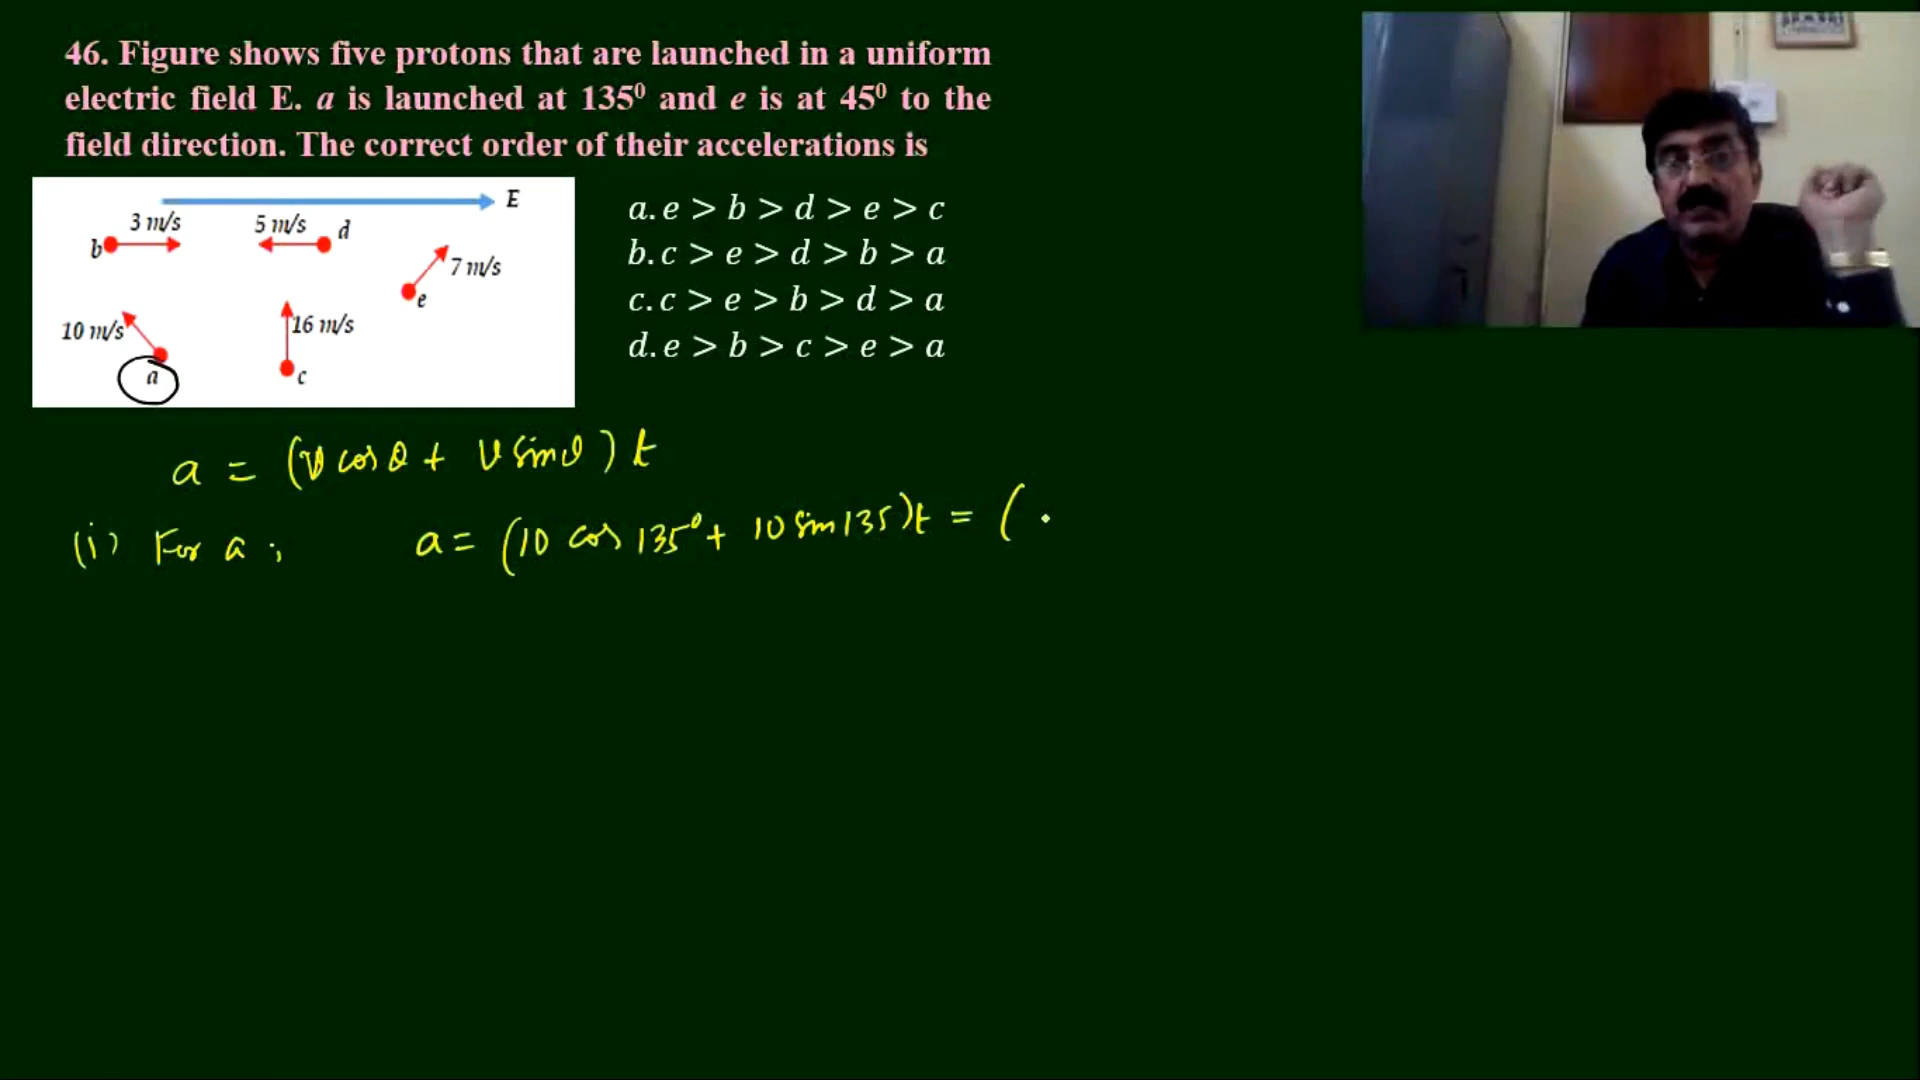 46. Figure shows five protons that are launched in a uniform
electric field E. a is launched at 135⁰ and e is at 45⁰ to the
field direction. The correct order of their accelerations is
E
3 m/s
5 m/s
d
b
7 m/s
e
10 m/s
16 m/s
a
c
a. e > b > d > e > c
b. c > e > d > b > a
c. c > e > b > d > a
d. e > b > c > e > a
a = (v cos θ + v sin θ) t
(i) For a ; a = (10 cos 135⁰ + 10 sin 135) t = (